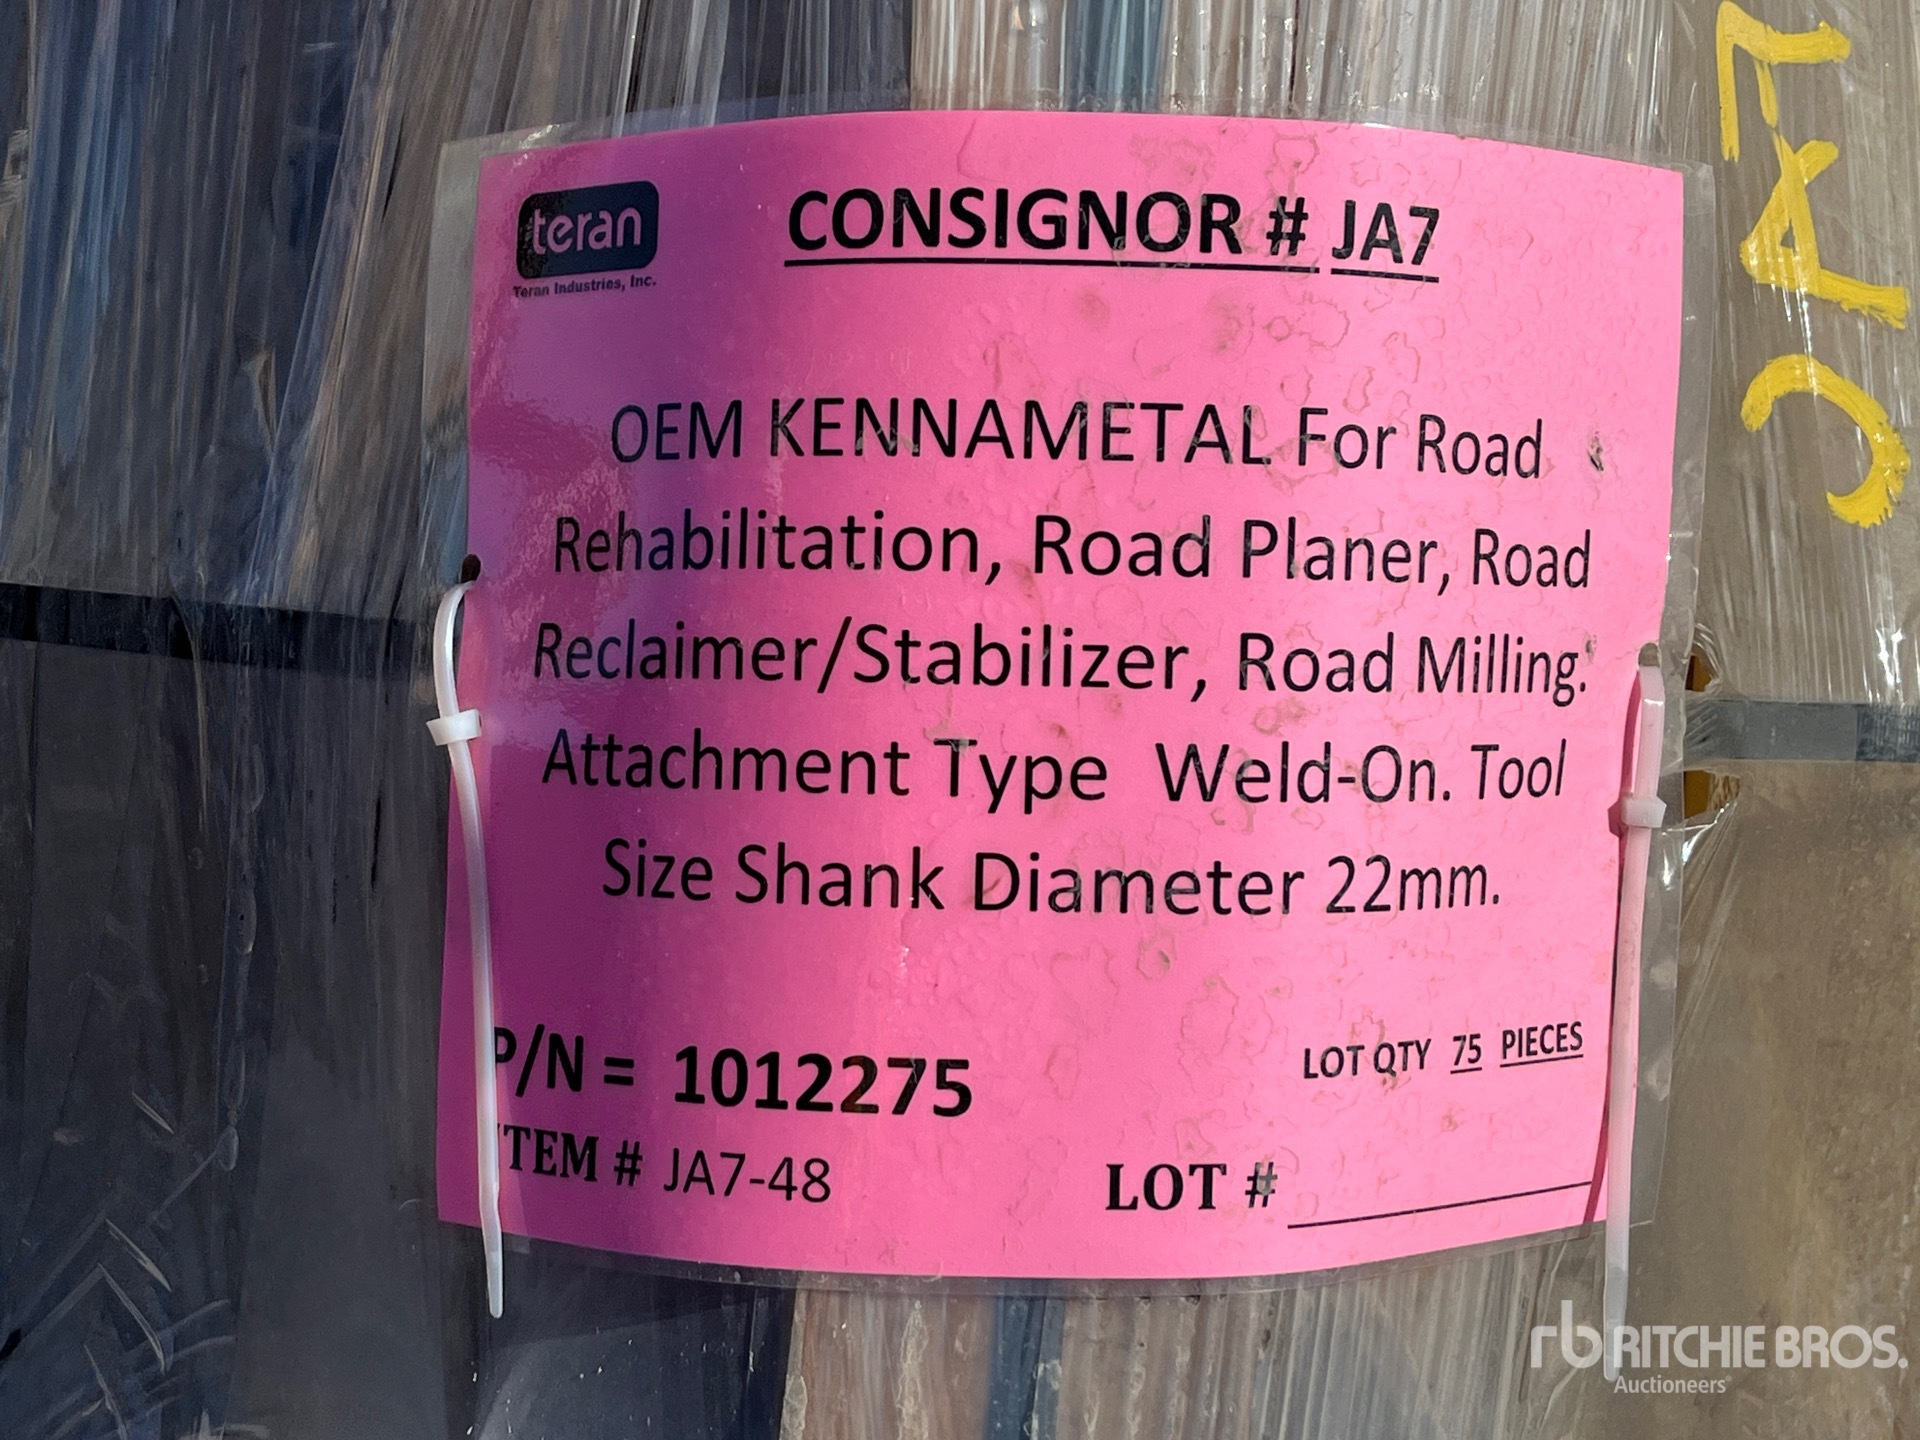 teran
Teran Industries, Inc.
CONSIGNOR # JA7
OEM KENNAMETAL For Road
Rehabilitation, Road Planer, Road
Reclaimer/Stabilizer, Road Milling.
Attachment Type Weld-On. Tool
Size Shank Diameter 22mm.
P/N = 1012275
LOT QTY 75 PIECES
ITEM # JA7-48
LOT #
rb RITCHIE BROS.
Auctioneers